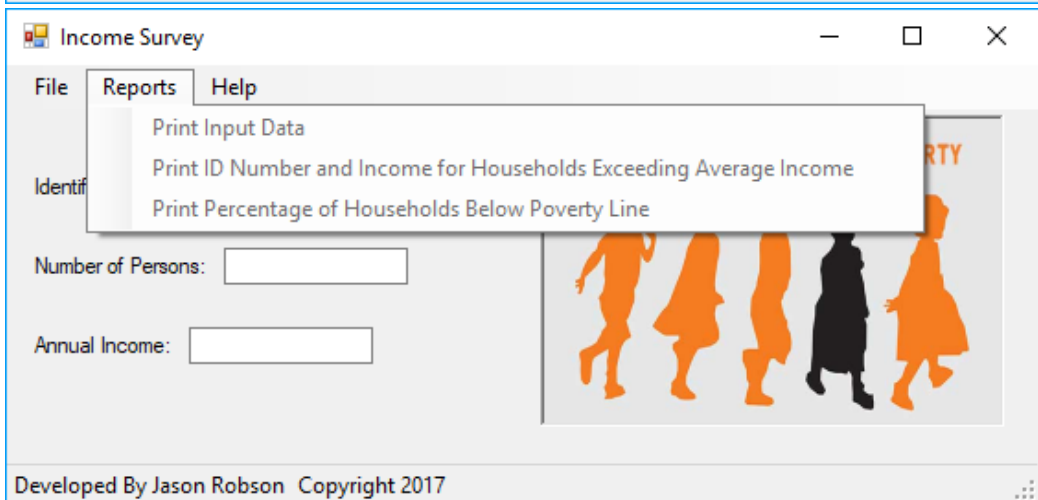 Income Survey
File Reports Help
Print Input Data
Print ID Number and Income for Households Exceeding Average Income
Print Percentage of Households Below Poverty Line
RTY
Identif
Number of Persons:
Annual Income:
Developed By Jason Robson Copyright 2017